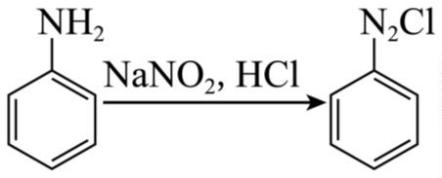 NH₂
N₂Cl
NaNO₂, HCl